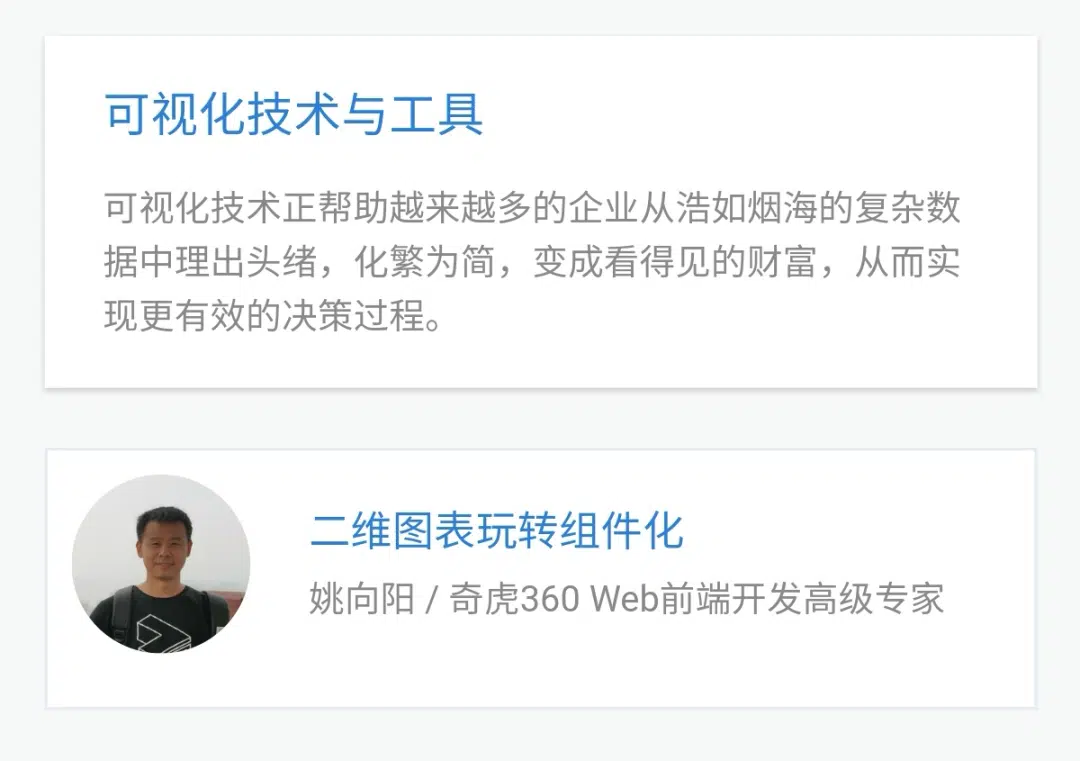 可视化技术与工具
可视化技术正帮助越来越多的企业从浩如烟海的复杂数
据中理出头绪，化繁为简，变成看得见的财富，从而实
现更有效的决策过程。
二维图表玩转组件化
姚向阳 / 奇虎360 Web前端开发高级专家